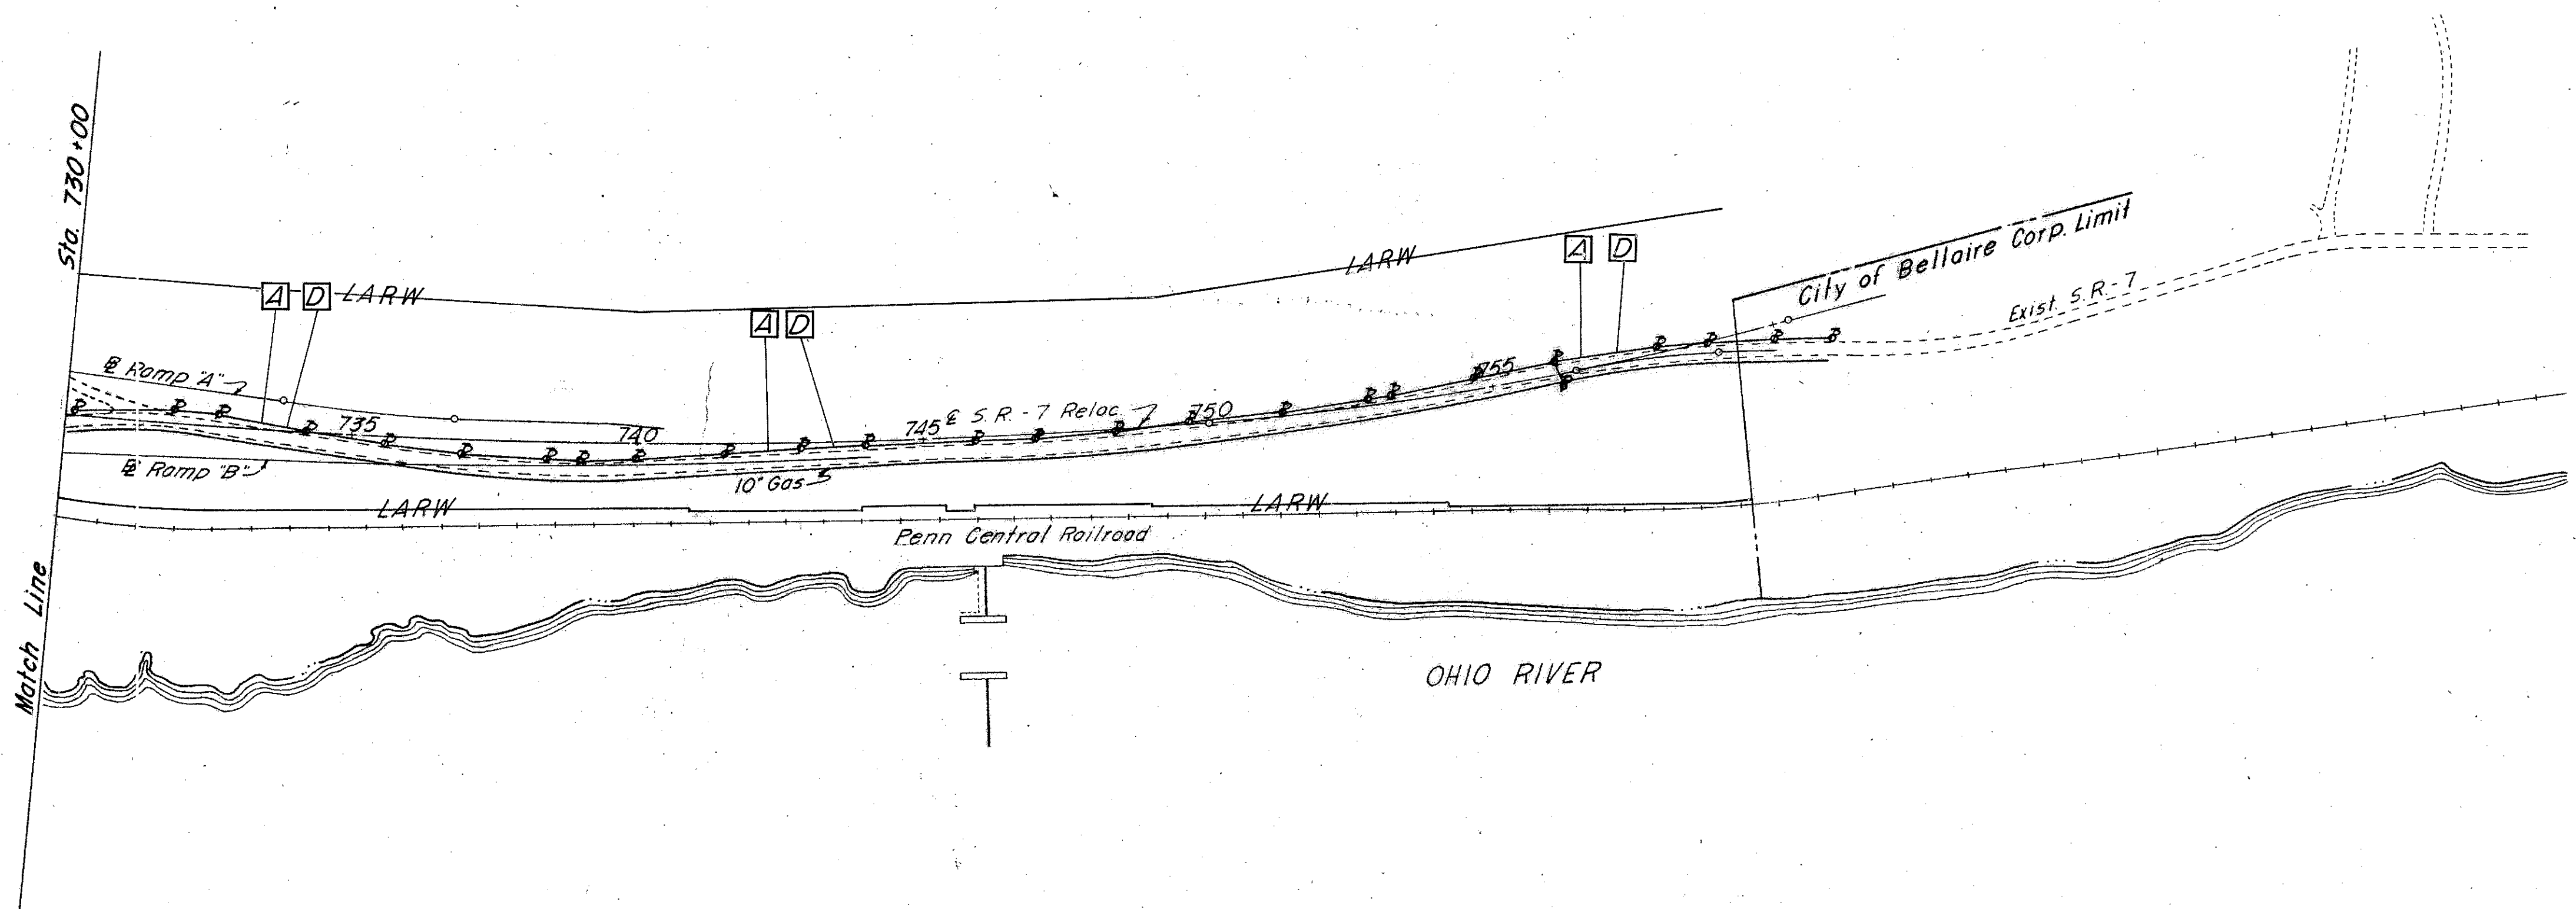 Sta. 730+00
Match Line
A D LARW
A D
LARW
A D
City of Bellaire Corp. Limit
Exist. S.R.-7
℄ Ramp "A"
735
740
745
℄ S.R.-7 Reloc.
750
755
℄ Ramp "B"
10" Gas
LARW
LARW
Penn Central Railroad
OHIO RIVER